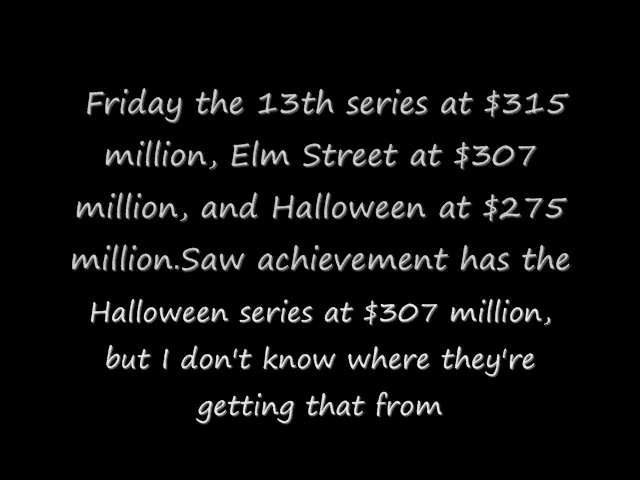 Friday the 13th series at $315
million, Elm Street at $307
million, and Halloween at $275
million.Saw achievement has the
Halloween series at $307 million,
but I don't know where they're
getting that from